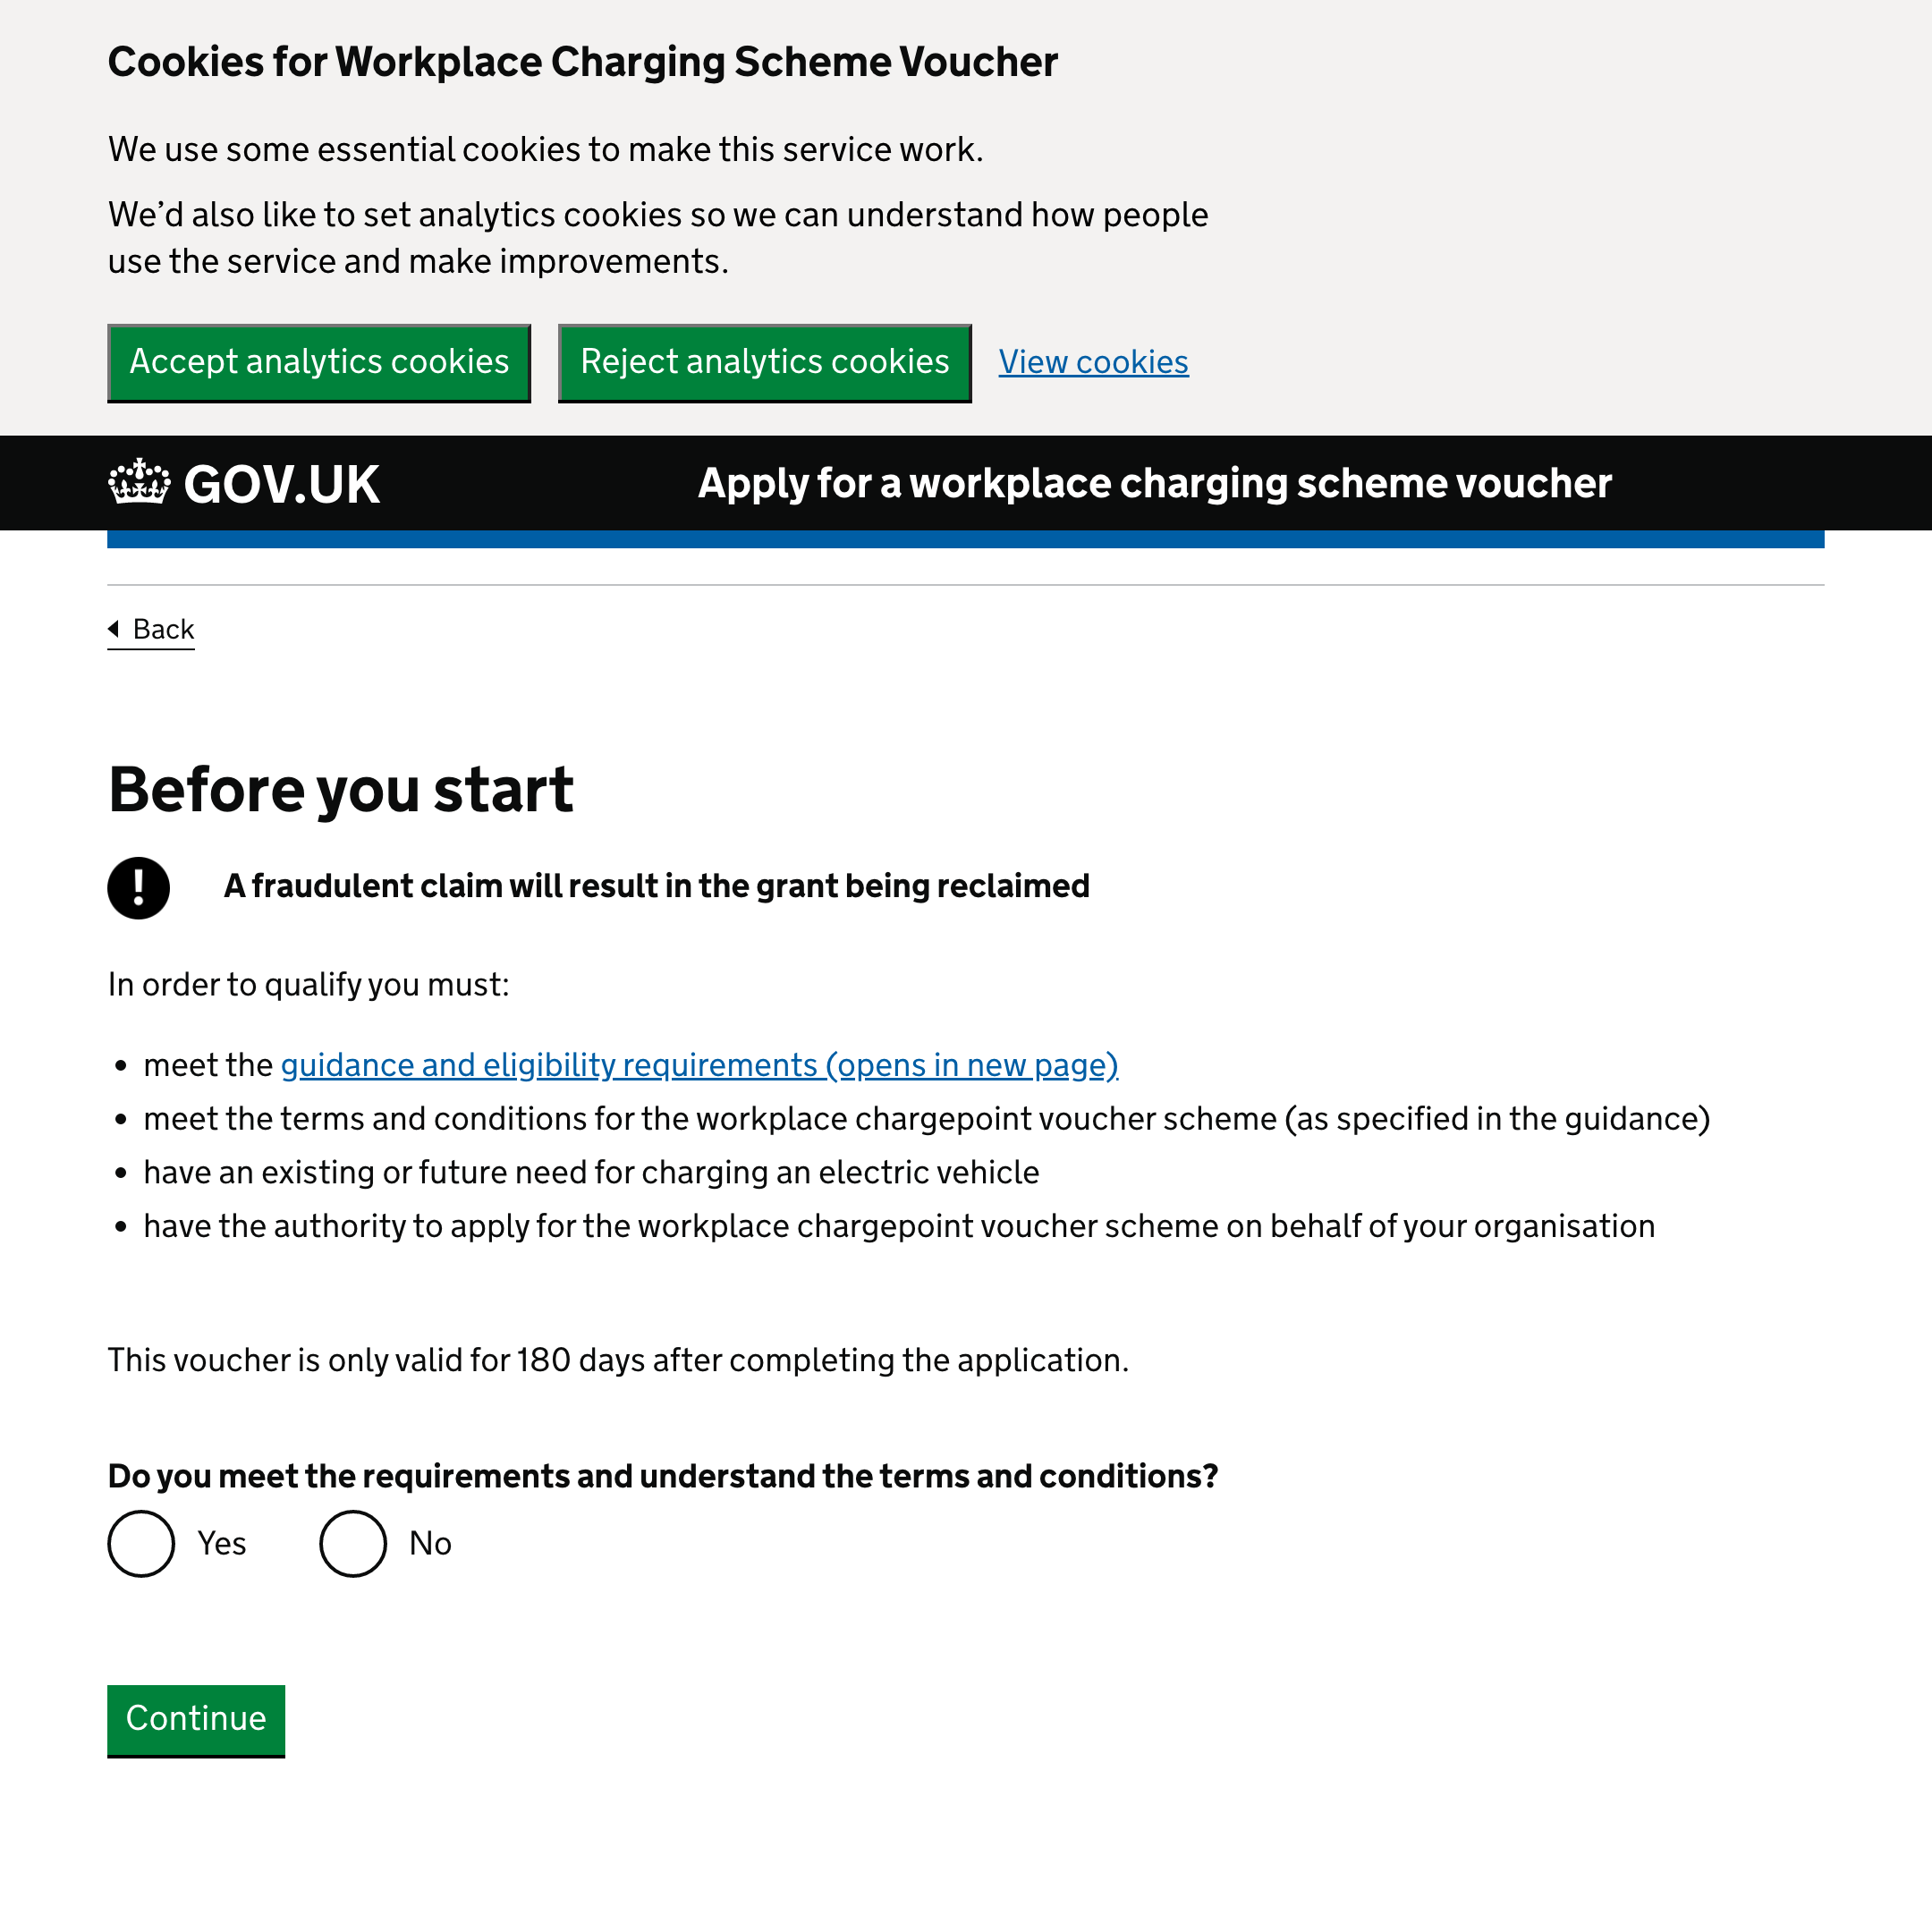 Cookies for Workplace Charging Scheme Voucher
We use some essential cookies to make this service work.
We’d also like to set analytics cookies so we can understand how people
use the service and make improvements.
Accept analytics cookies
Reject analytics cookies
View cookies
GOV.UK
Apply for a workplace charging scheme voucher
Back
Before you start
! A fraudulent claim will result in the grant being reclaimed
In order to qualify you must:
• meet the guidance and eligibility requirements (opens in new page)
• meet the terms and conditions for the workplace chargepoint voucher scheme (as specified in the guidance)
• have an existing or future need for charging an electric vehicle
• have the authority to apply for the workplace chargepoint voucher scheme on behalf of your organisation
This voucher is only valid for 180 days after completing the application.
Do you meet the requirements and understand the terms and conditions?
Yes
No
Continue